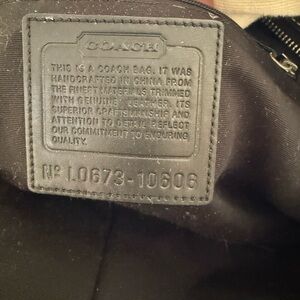 COACH
THIS IS A COACH BAG. IT WAS
HANDCRAFTED IN CHINA FROM
THE FINEST MATERIALS TRIMMED
WITH GENUINE LEATHER. ITS
SUPERIOR CRAFTSMANSHIP AND
ATTENTION TO DETAIL REFLECT
OUR COMMITMENT TO ENDURING
QUALITY.
Nº L0673-10606